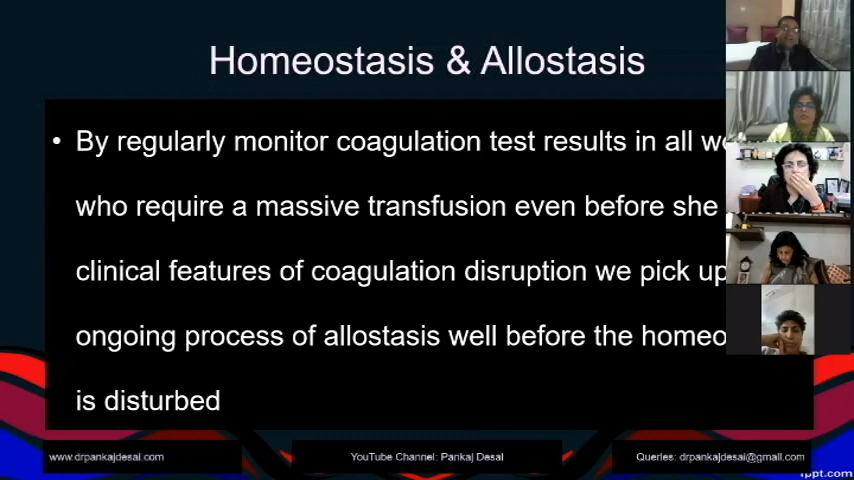 Homeostasis & Allostasis
• By regularly monitor coagulation test results in all
who require a massive transfusion even before she
clinical features of coagulation disruption we pick up
ongoing process of allostasis well before the
is disturbed
www.drpankajdesai.com
YouTube Channel: Pankaj Desai
Queries: drpankajdesai@gmail.com
fppt.com